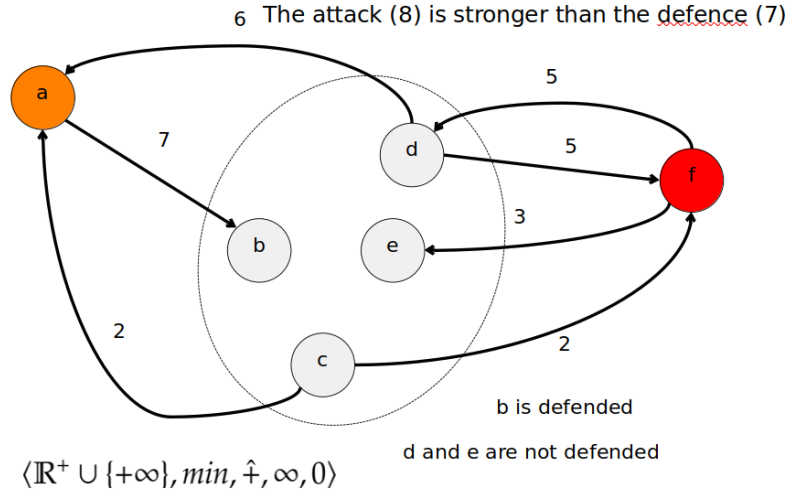 6 The attack (8) is stronger than the defence (7)
5
a
7
d
5
f
3
b
e
2
c
2
b is defended
d and e are not defended
⟨ℝ⁺ ∪ {+∞}, min, +̂, ∞, 0⟩